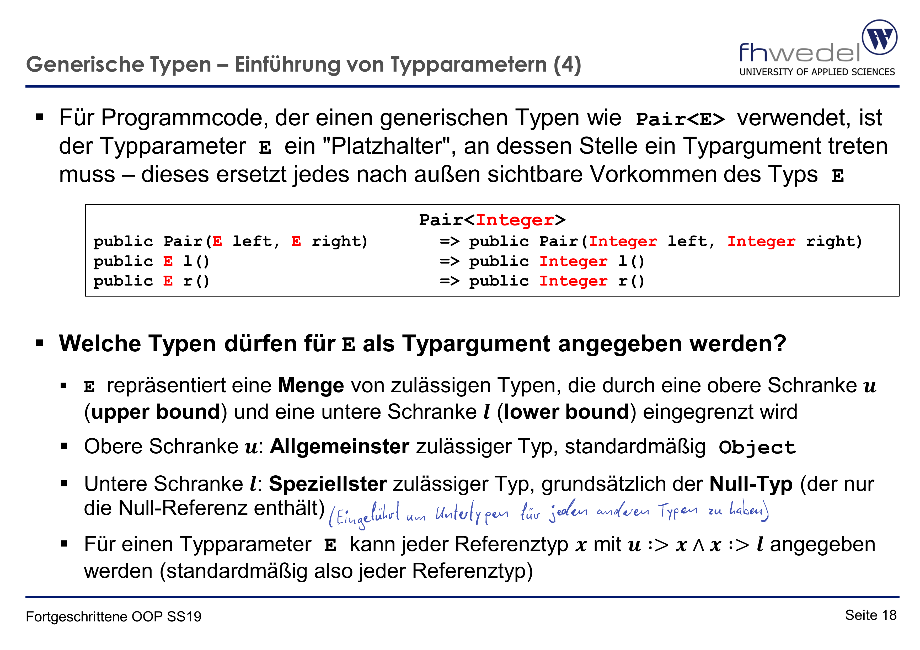 fhwedel
UNIVERSITY OF APPLIED SCIENCES
Generische Typen – Einführung von Typparametern (4)
▪ Für Programmcode, der einen generischen Typen wie Pair<E> verwendet, ist
der Typparameter E ein "Platzhalter", an dessen Stelle ein Typargument treten
muss – dieses ersetzt jedes nach außen sichtbare Vorkommen des Typs E
Pair<Integer>
public Pair(E left, E right) => public Pair(Integer left, Integer right)
public E l() => public Integer l()
public E r() => public Integer r()
▪ Welche Typen dürfen für E als Typargument angegeben werden?
▪ E repräsentiert eine Menge von zulässigen Typen, die durch eine obere Schranke u
(upper bound) und eine untere Schranke l (lower bound) eingegrenzt wird
▪ Obere Schranke u: Allgemeinster zulässiger Typ, standardmäßig Object
▪ Untere Schranke l: Speziellster zulässiger Typ, grundsätzlich der Null-Typ (der nur
die Null-Referenz enthält) (Eingeführt um Untertypen für jeden anderen Typen zu haben)
▪ Für einen Typparameter E kann jeder Referenztyp x mit u :> x ∧ x :> l angegeben
werden (standardmäßig also jeder Referenztyp)
Fortgeschrittene OOP SS19 Seite 18